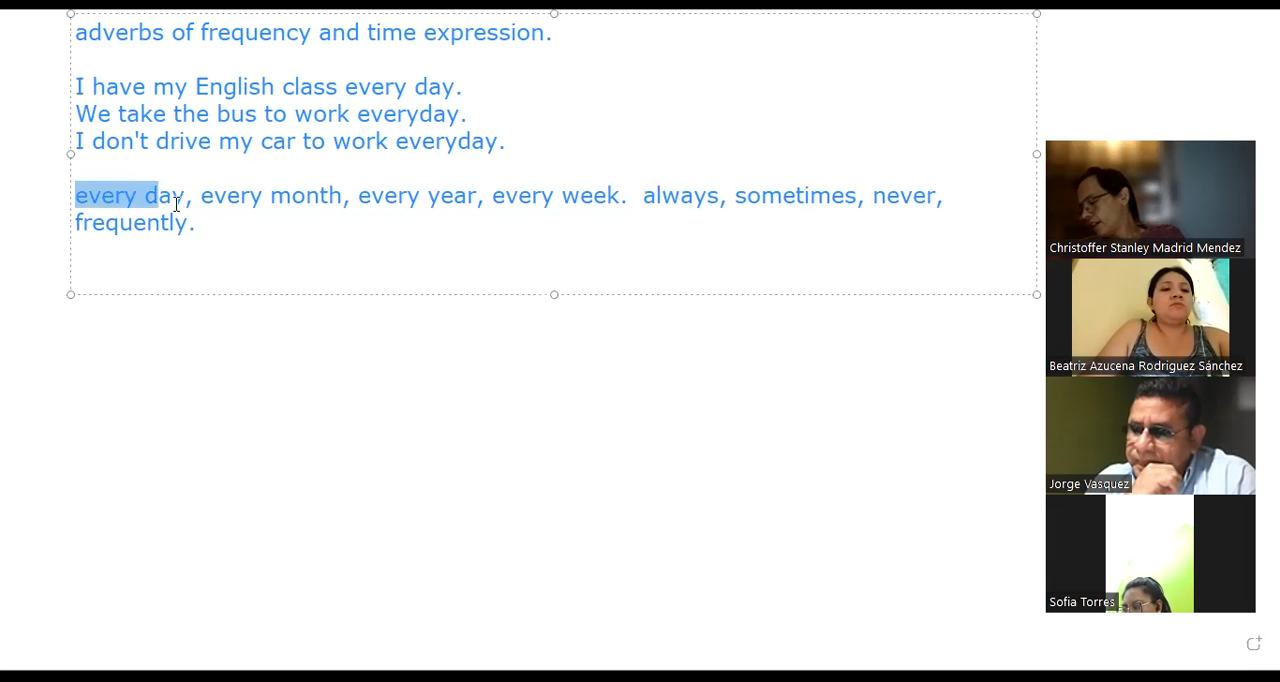 adverbs of frequency and time expression.
I have my English class every day.
We take the bus to work everyday.
I don't drive my car to work everyday.
every day, every month, every year, every week.  always, sometimes, never,
frequently.
Christoffer Stanley Madrid Mendez
Beatriz Azucena Rodriguez Sánchez
Jorge Vasquez
Sofia Torres